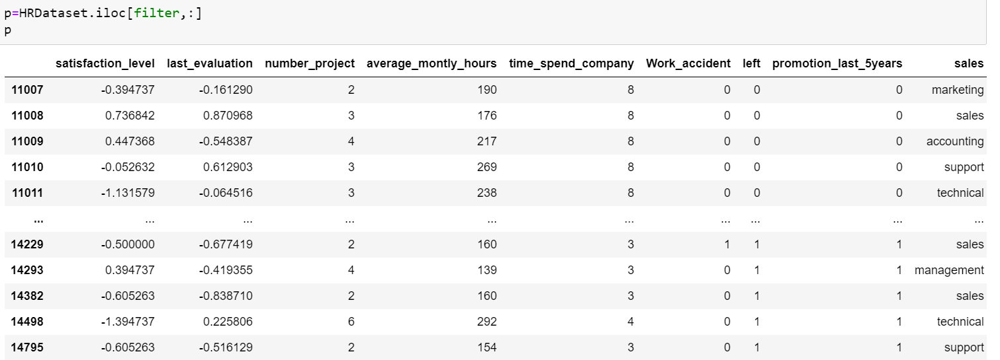 p=HRDataset.iloc[filter,:]
p
satisfaction_level last_evaluation number_project average_montly_hours time_spend_company Work_accident left promotion_last_5years sales
11007 -0.394737 -0.161290 2 190 8 0 0 0 marketing
11008 0.736842 0.870968 3 176 8 0 0 0 sales
11009 0.447368 -0.548387 4 217 8 0 0 0 accounting
11010 -0.052632 0.612903 3 269 8 0 0 0 support
11011 -1.131579 -0.064516 3 238 8 0 0 0 technical
... ... ... ... ... ... ... ... ... ...
14229 -0.500000 -0.677419 2 160 3 1 1 1 sales
14293 0.394737 -0.419355 4 139 3 0 1 1 management
14382 -0.605263 -0.838710 2 160 3 0 1 1 sales
14498 -1.394737 0.225806 6 292 4 0 1 1 technical
14795 -0.605263 -0.516129 2 154 3 0 1 1 support